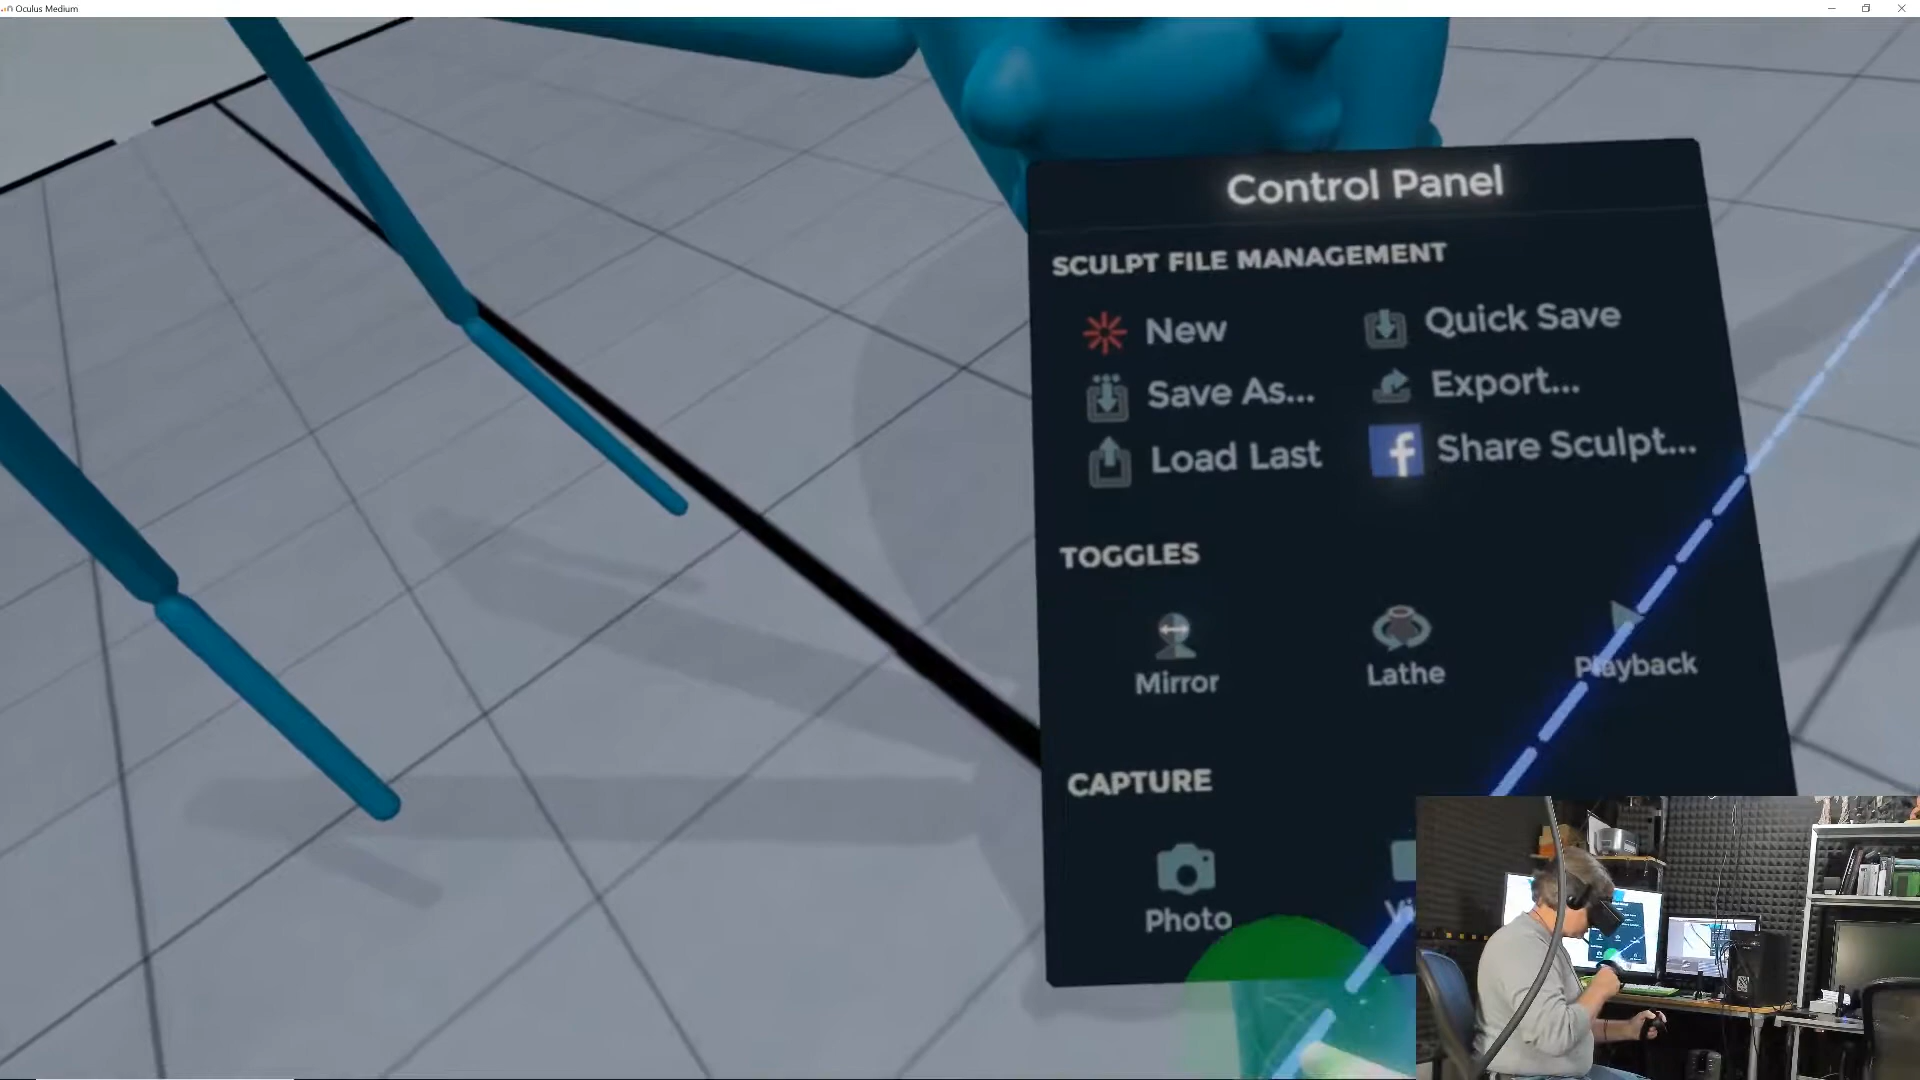 Oculus Medium
Control Panel
SCULPT FILE MANAGEMENT
New
Quick Save
Save As...
Export...
Load Last
Share Sculpt...
TOGGLES
Mirror
Lathe
Playback
CAPTURE
Photo